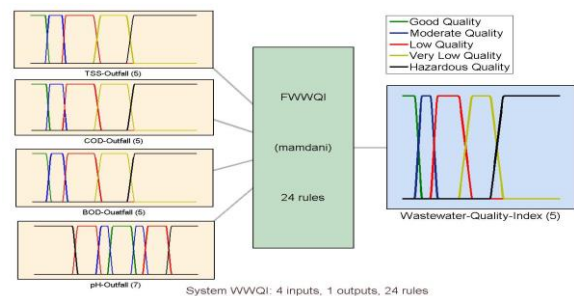 TSS-Outfall (5)
COD-Outfall (5)
BOD-Ouatfall (5)
pH-Outfall (7)
FWWQI
(mamdani)
24 rules
Good Quality
Moderate Quality
Low Quality
Very Low Quality
Hazardous Quality
Wastewater-Quality-Index (5)
System WWQI: 4 inputs, 1 outputs, 24 rules